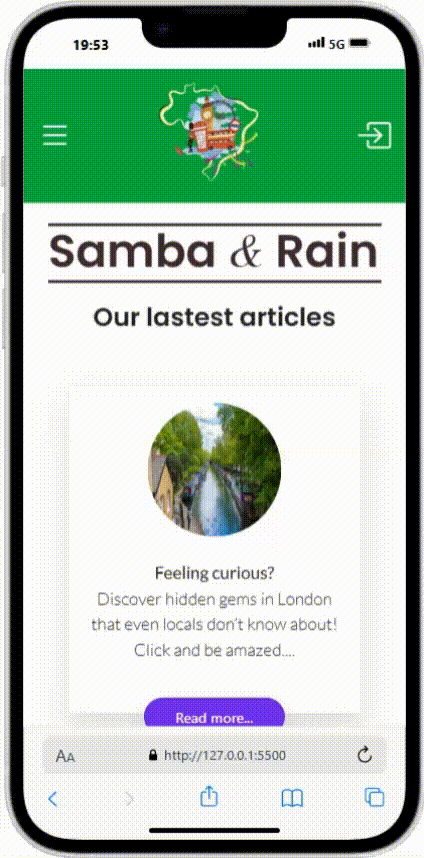 19:53
5G
Samba & Rain
Our lastest articles
Feeling curious?
Discover hidden gems in London
that even locals don't know about!
Click and be amazed....
Read more...
AA
http://127.0.0.1:5500